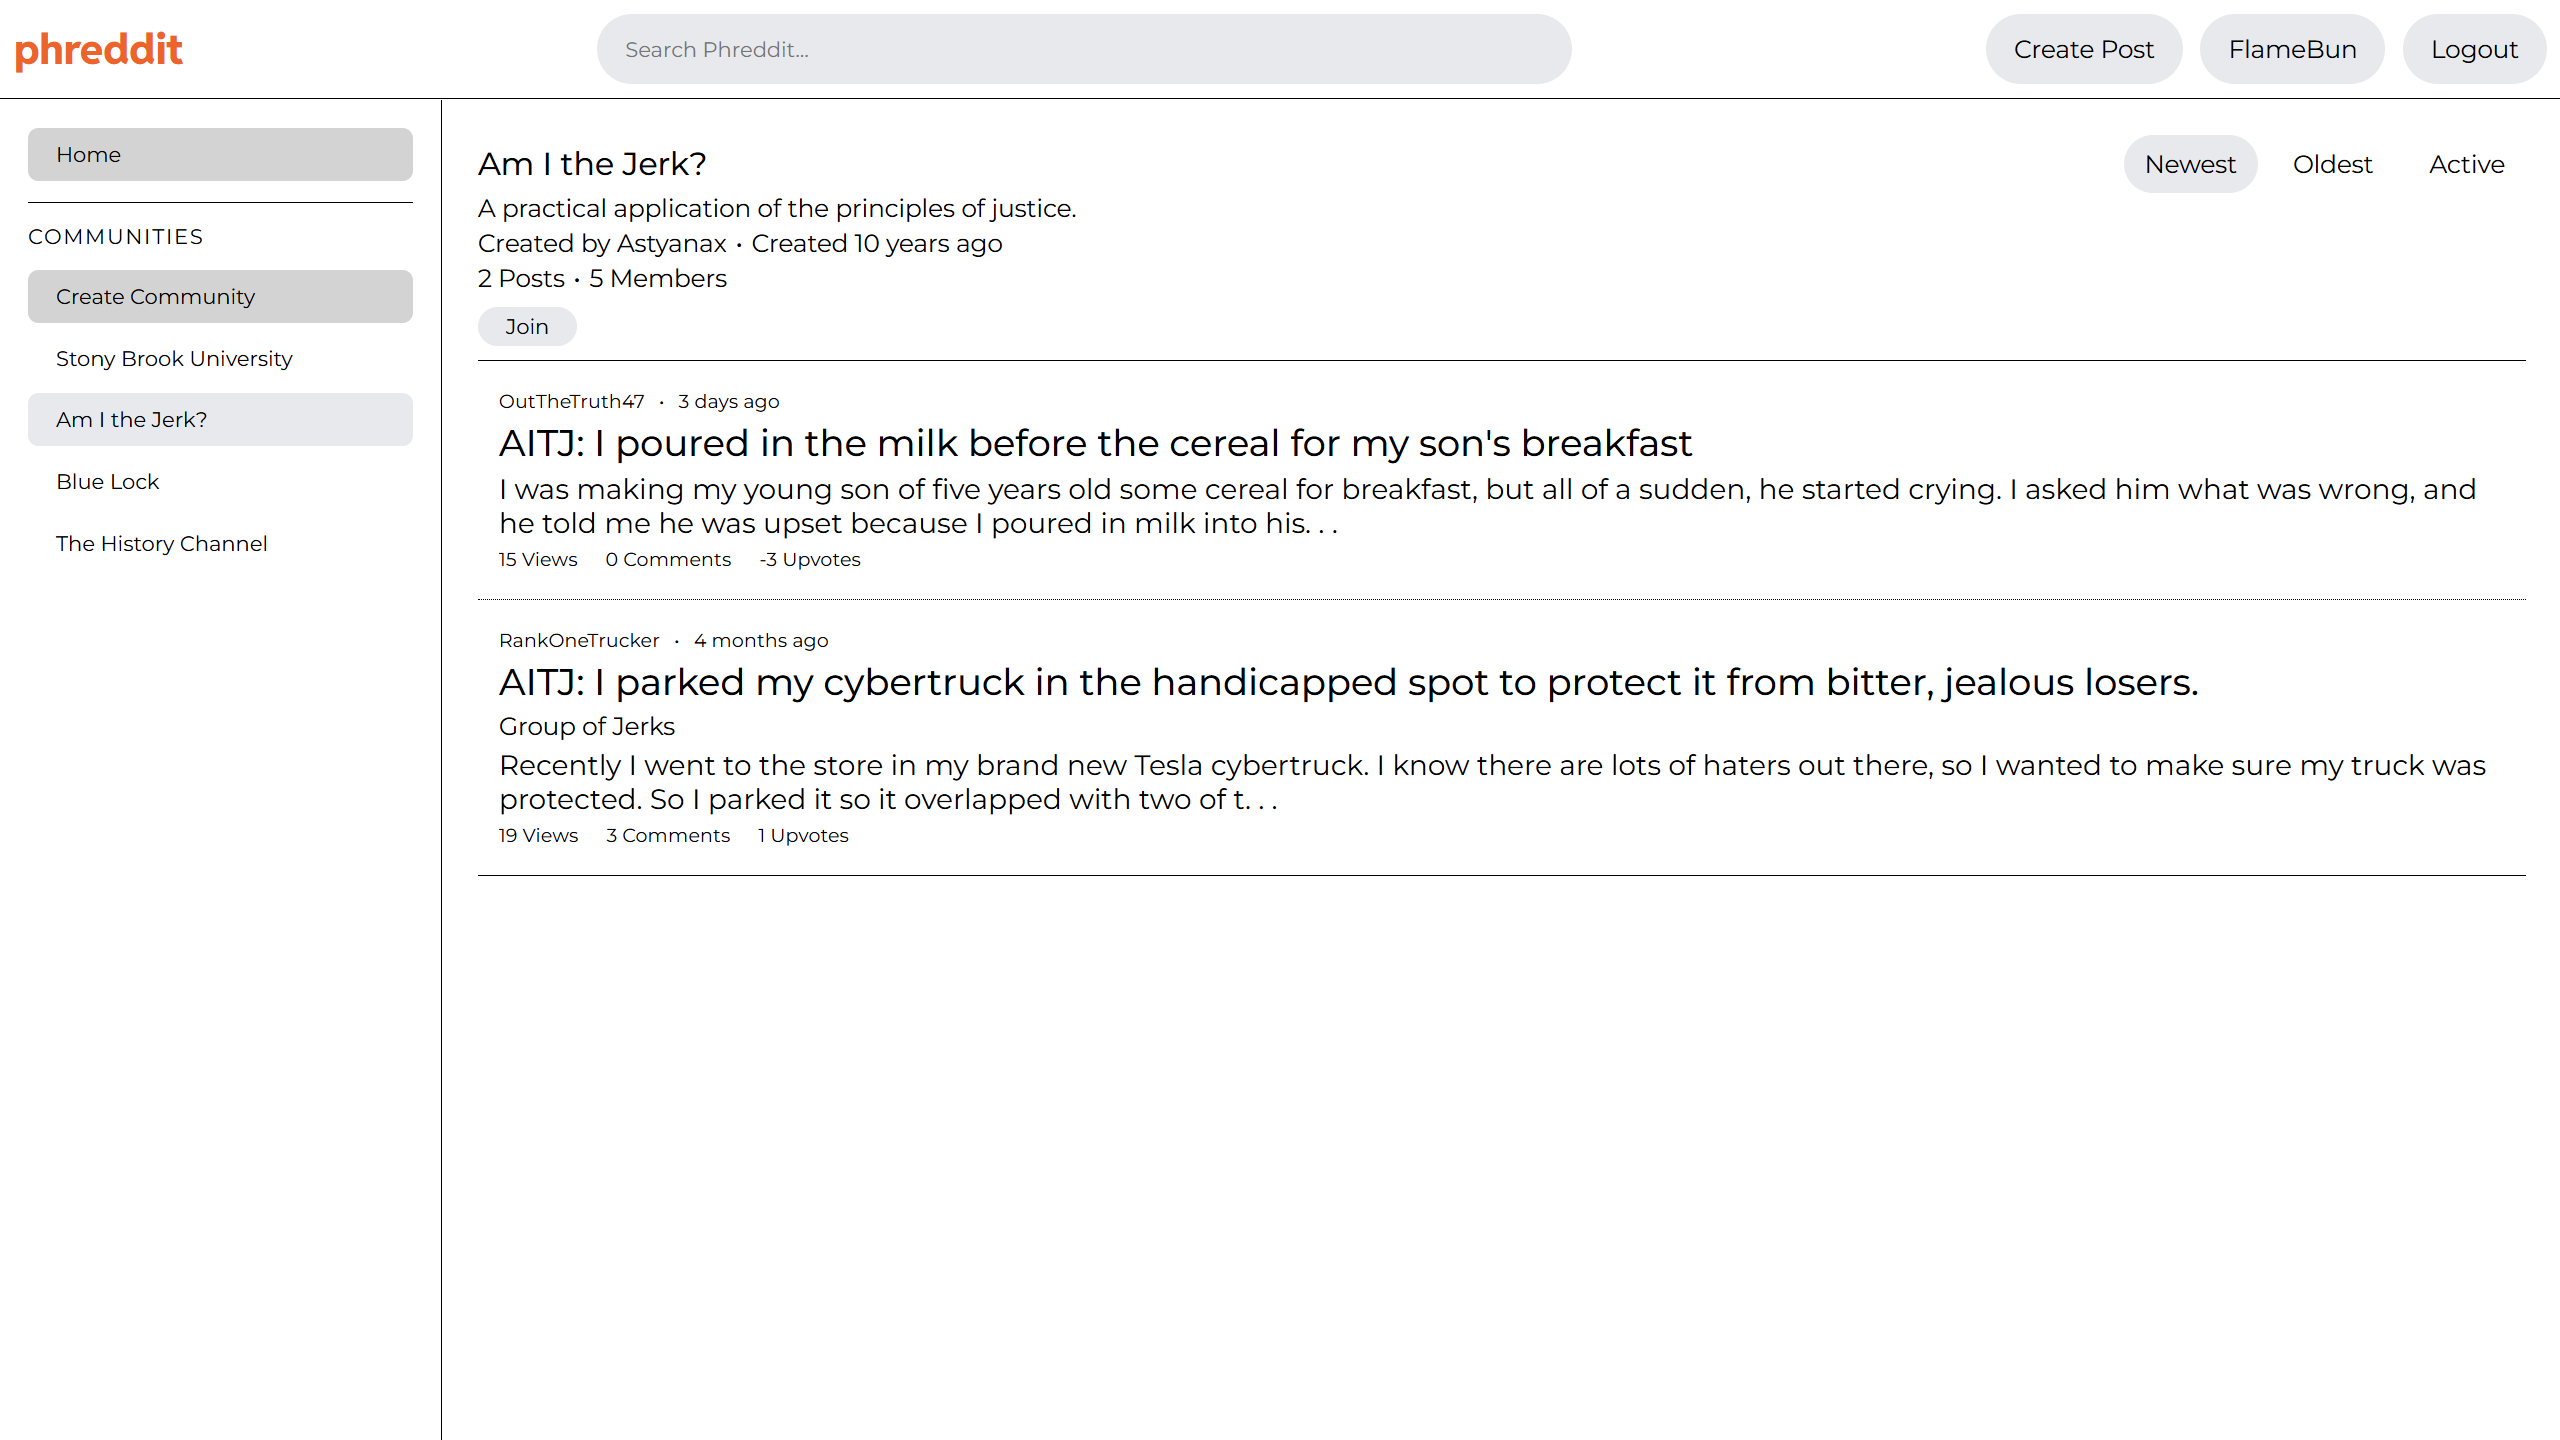 phreddit
Search Phreddit...
Create Post
FlameBun
Logout
Home
COMMUNITIES
Create Community
Stony Brook University
Am I the Jerk?
Blue Lock
The History Channel
Am I the Jerk?
Newest
Oldest
Active
A practical application of the principles of justice.
Created by Astyanax • Created 10 years ago
2 Posts • 5 Members
Join
OutTheTruth47 • 3 days ago
AITJ: I poured in the milk before the cereal for my son's breakfast
I was making my young son of five years old some cereal for breakfast, but all of a sudden, he started crying. I asked him what was wrong, and
he told me he was upset because I poured in milk into his. . .
15 Views 0 Comments -3 Upvotes
RankOneTrucker • 4 months ago
AITJ: I parked my cybertruck in the handicapped spot to protect it from bitter, jealous losers.
Group of Jerks
Recently I went to the store in my brand new Tesla cybertruck. I know there are lots of haters out there, so I wanted to make sure my truck was
protected. So I parked it so it overlapped with two of t. . .
19 Views 3 Comments 1 Upvotes